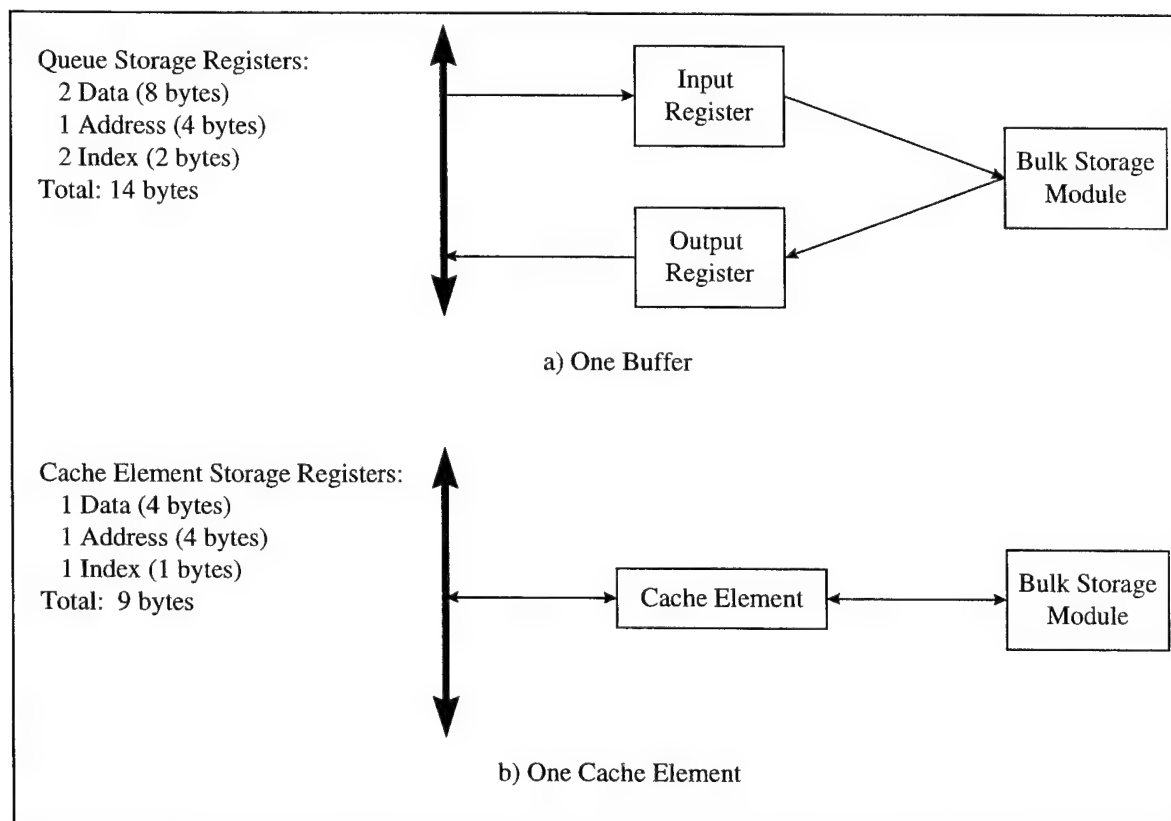 Queue Storage Registers:
2 Data (8 bytes)
1 Address (4 bytes)
2 Index (2 bytes)
Total: 14 bytes
Input
Register
Bulk Storage
Module
Output
Register
a) One Buffer
Cache Element Storage Registers:
1 Data (4 bytes)
1 Address (4 bytes)
1 Index (1 bytes)
Total: 9 bytes
Cache Element
Bulk Storage
Module
b) One Cache Element